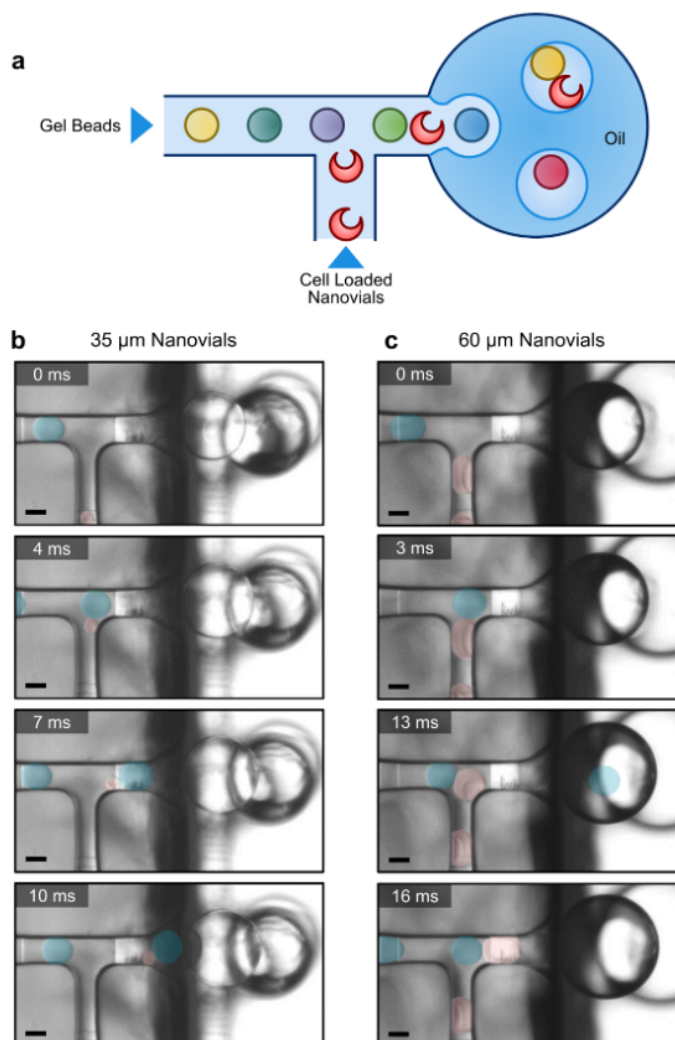 a
Gel Beads
Oil
Cell Loaded
Nanovials
b
35 µm Nanovials
c
60 µm Nanovials
0 ms
0 ms
4 ms
3 ms
7 ms
13 ms
10 ms
16 ms